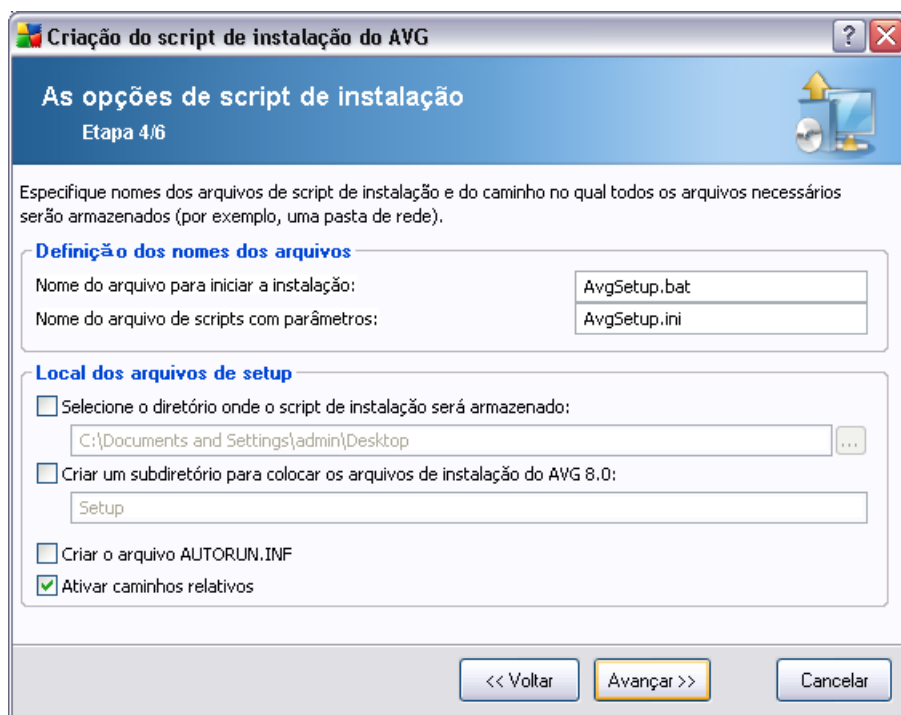 Criação do script de instalação do AVG
As opções de script de instalação
Etapa 4/6
Especifique nomes dos arquivos de script de instalação e do caminho no qual todos os arquivos necessários
serão armazenados (por exemplo, uma pasta de rede).
Definição dos nomes dos arquivos
Nome do arquivo para iniciar a instalação:
AvgSetup.bat
Nome do arquivo de scripts com parâmetros:
AvgSetup.ini
Local dos arquivos de setup
Selecione o diretório onde o script de instalação será armazenado:
C:\Documents and Settings\admin\Desktop
...
Criar um subdiretório para colocar os arquivos de instalação do AVG 8.0:
Setup
Criar o arquivo AUTORUN.INF
Ativar caminhos relativos
<< Voltar
Avançar >>
Cancelar